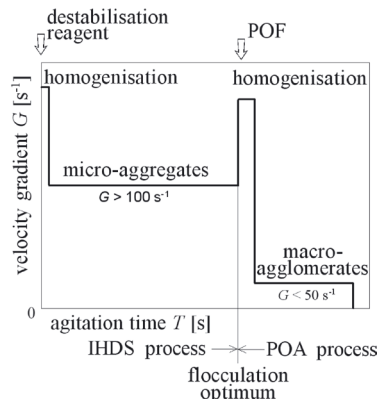 destabilisation
reagent
POF
homogenisation
homogenisation
velocity gradient G [s⁻¹]
micro-aggregates
G > 100 s⁻¹
macro-
agglomerates
G < 50 s⁻¹
0
agitation time T [s]
IHDS process
POA process
flocculation
optimum